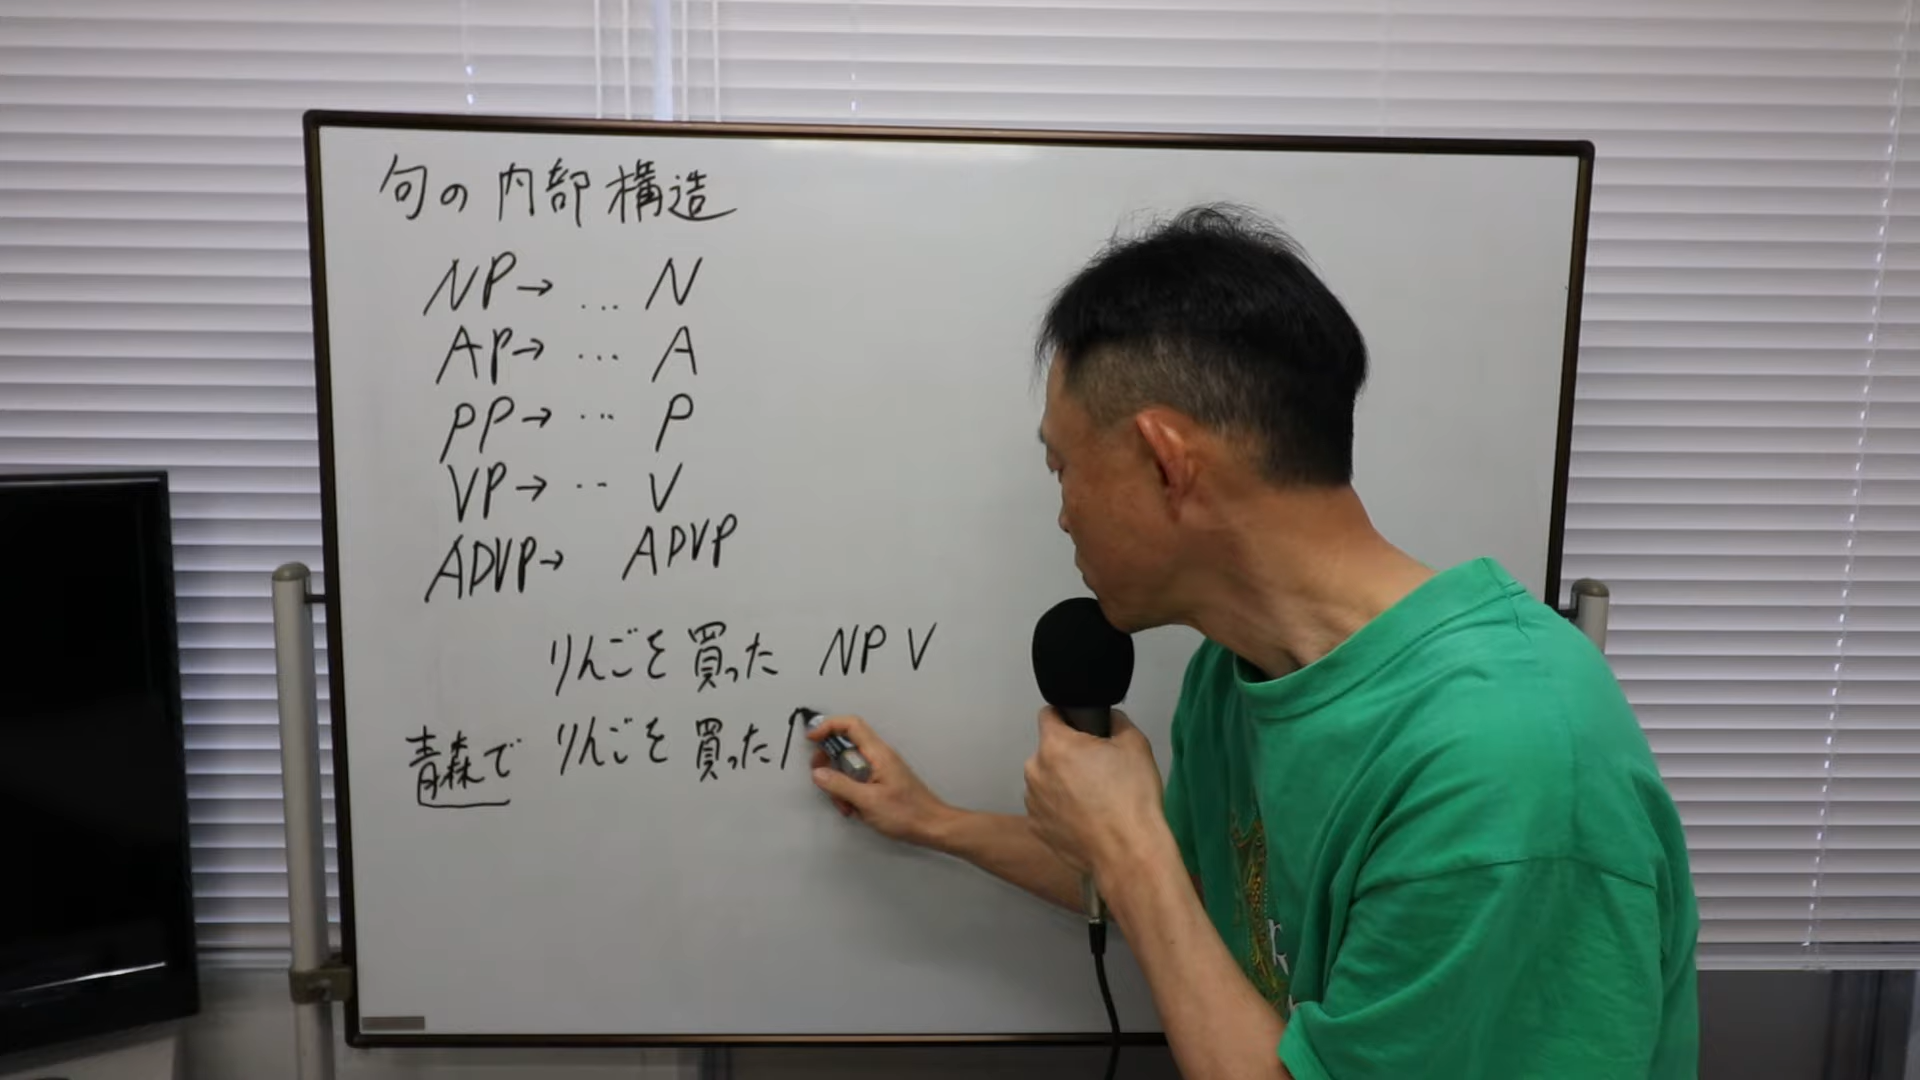 句の内部構造
NP→ ... N
AP→ ... A
PP→ ... P
VP→ .. V
ADVP→ ADVP
りんごを買った NP V
青森で りんごを買った